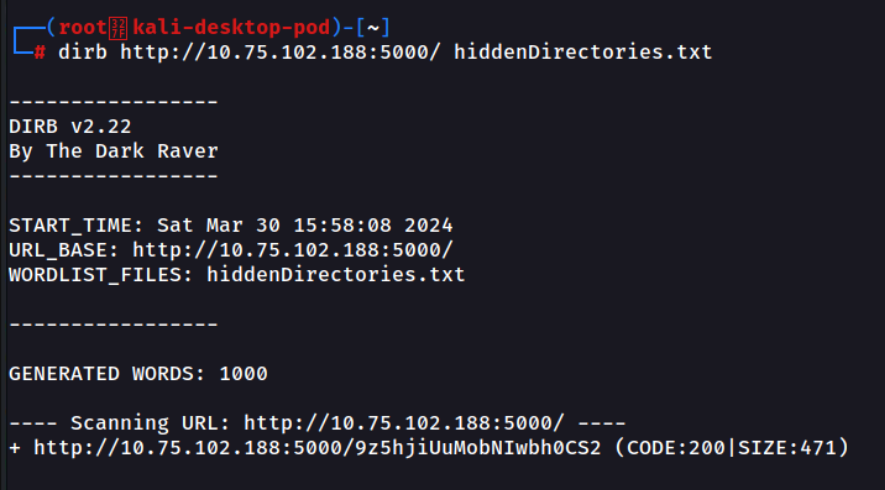 ┌──(root㉿kali-desktop-pod)-[~]
└─# dirb http://10.75.102.188:5000/ hiddenDirectories.txt
-----------------
DIRB v2.22
By The Dark Raver
-----------------
START_TIME: Sat Mar 30 15:58:08 2024
URL_BASE: http://10.75.102.188:5000/
WORDLIST_FILES: hiddenDirectories.txt
-----------------
GENERATED WORDS: 1000
---- Scanning URL: http://10.75.102.188:5000/ ----
+ http://10.75.102.188:5000/9z5hjiUuMobNIwbh0CS2 (CODE:200|SIZE:471)